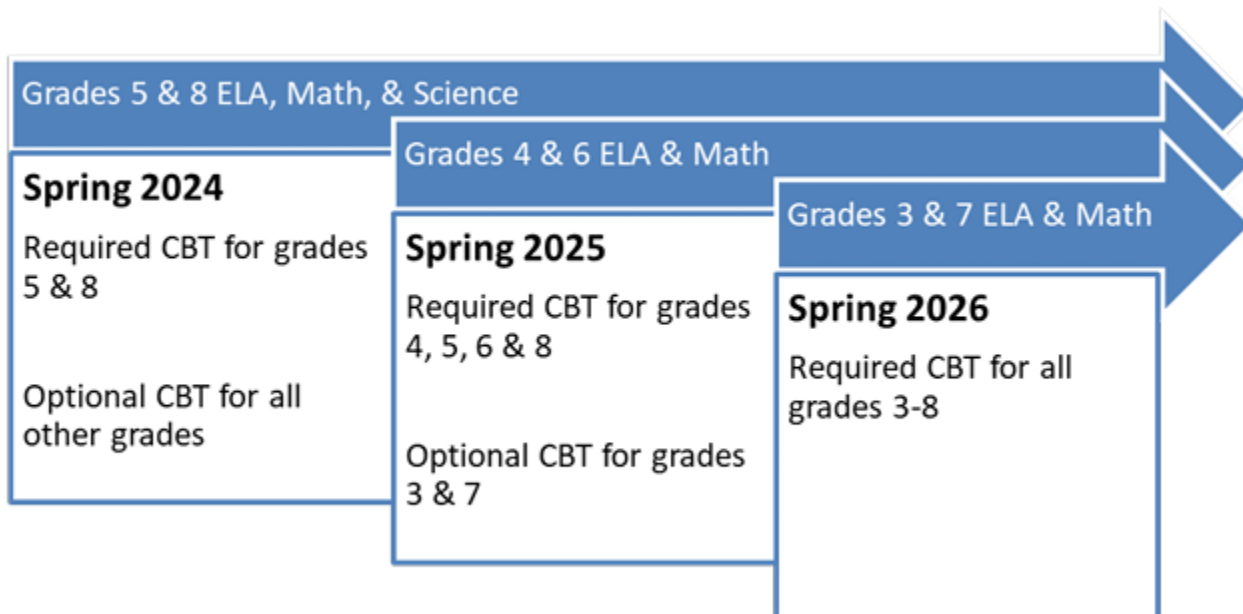 Grades 5 & 8 ELA, Math, & Science
Spring 2024
Required CBT for grades
5 & 8
Optional CBT for all
other grades
Grades 4 & 6 ELA & Math
Spring 2025
Required CBT for grades
4, 5, 6 & 8
Optional CBT for grades
3 & 7
Grades 3 & 7 ELA & Math
Spring 2026
Required CBT for all
grades 3-8